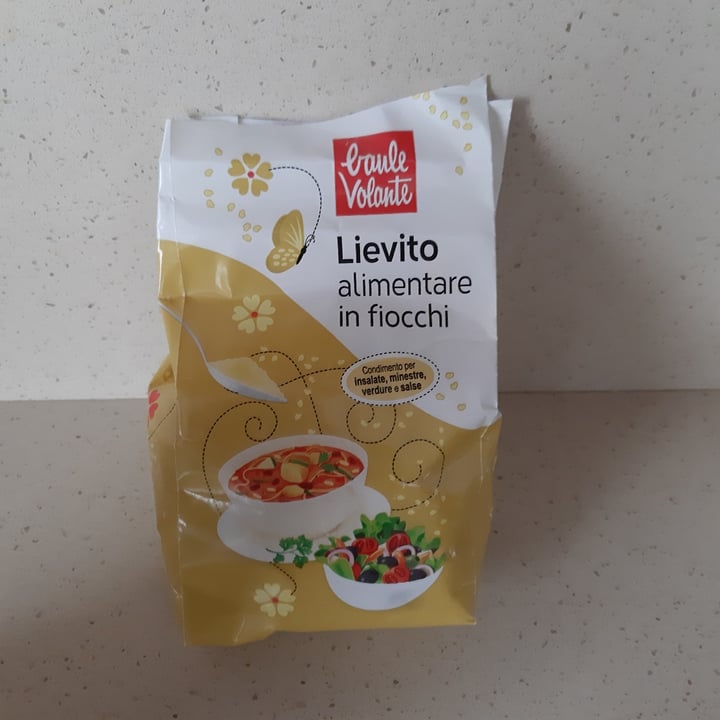 baule
Volante
Lievito
alimentare
in fiocchi
Condimento per
insalate, minestre,
verdure e salse